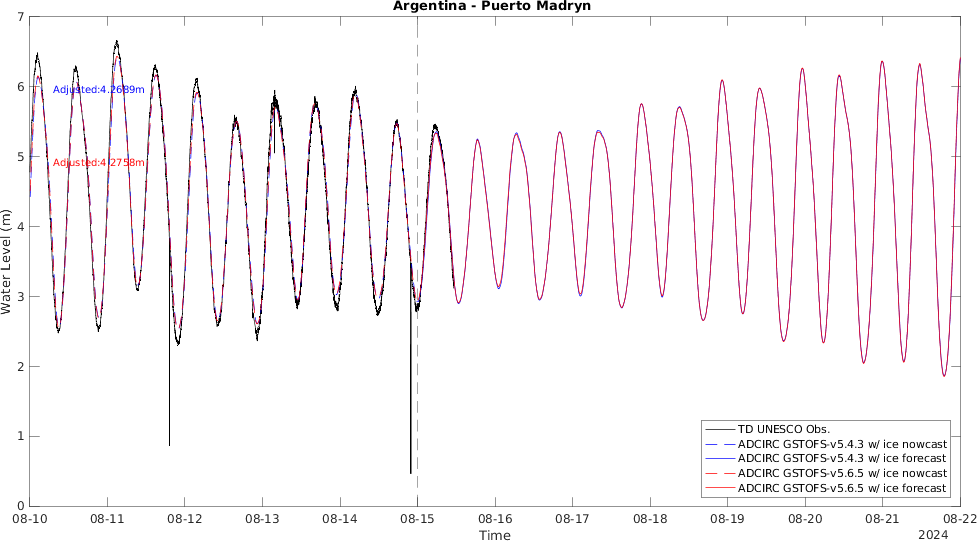 Argentina - Puerto Madryn
7
6
5
4
3
2
1
0
Water Level (m)
Adjusted:4.2689m
Adjusted:4.2758m
TD UNESCO Obs.
ADCIRC GSTOFS-v5.4.3 w/ ice nowcast
ADCIRC GSTOFS-v5.4.3 w/ ice forecast
ADCIRC GSTOFS-v5.6.5 w/ ice nowcast
ADCIRC GSTOFS-v5.6.5 w/ ice forecast
08-10 08-11 08-12 08-13 08-14 08-15 08-16 08-17 08-18 08-19 08-20 08-21 08-22
Time
2024